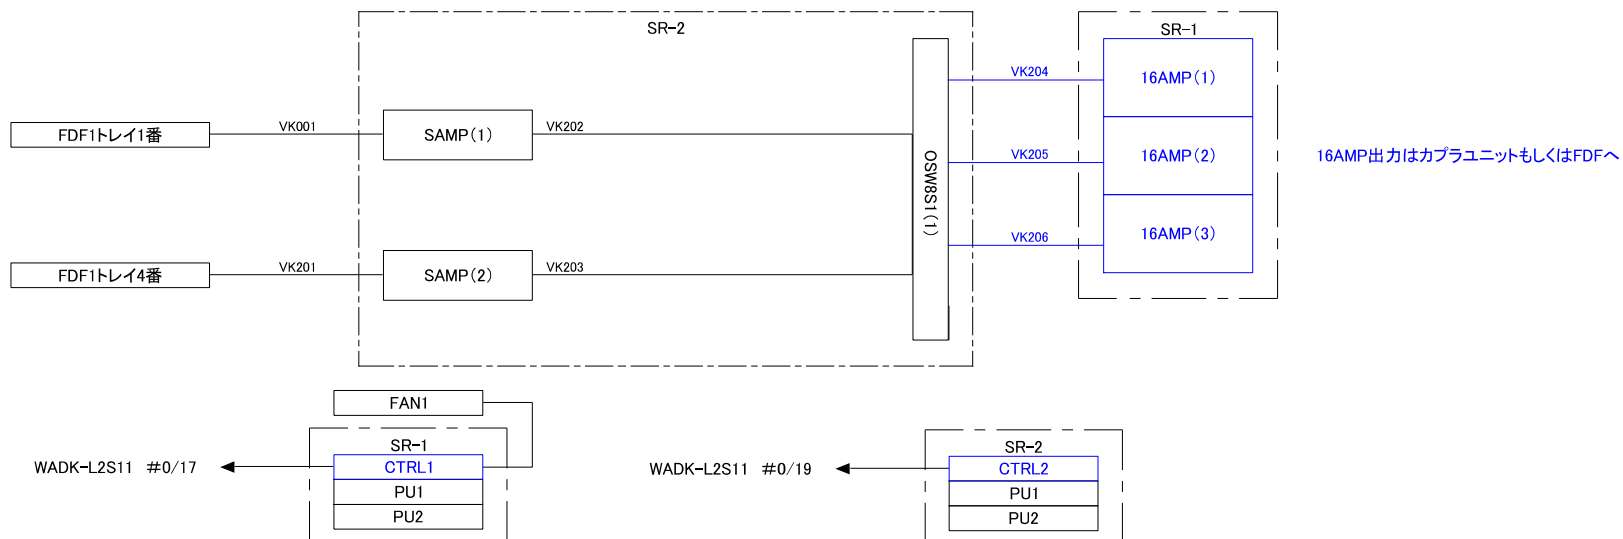 SR-2
SR-1
VK204
16AMP(1)
FDF1トレイ1番
VK001
SAMP(1)
VK202
OSW8S1(1)
VK205
16AMP(2)
16AMP出力はカプラユニットもしくはFDFへ
VK206
16AMP(3)
FDF1トレイ4番
VK201
SAMP(2)
VK203
FAN1
SR-1
WADK-L2S11 #0/17
CTRL1
PU1
PU2
SR-2
WADK-L2S11 #0/19
CTRL2
PU1
PU2